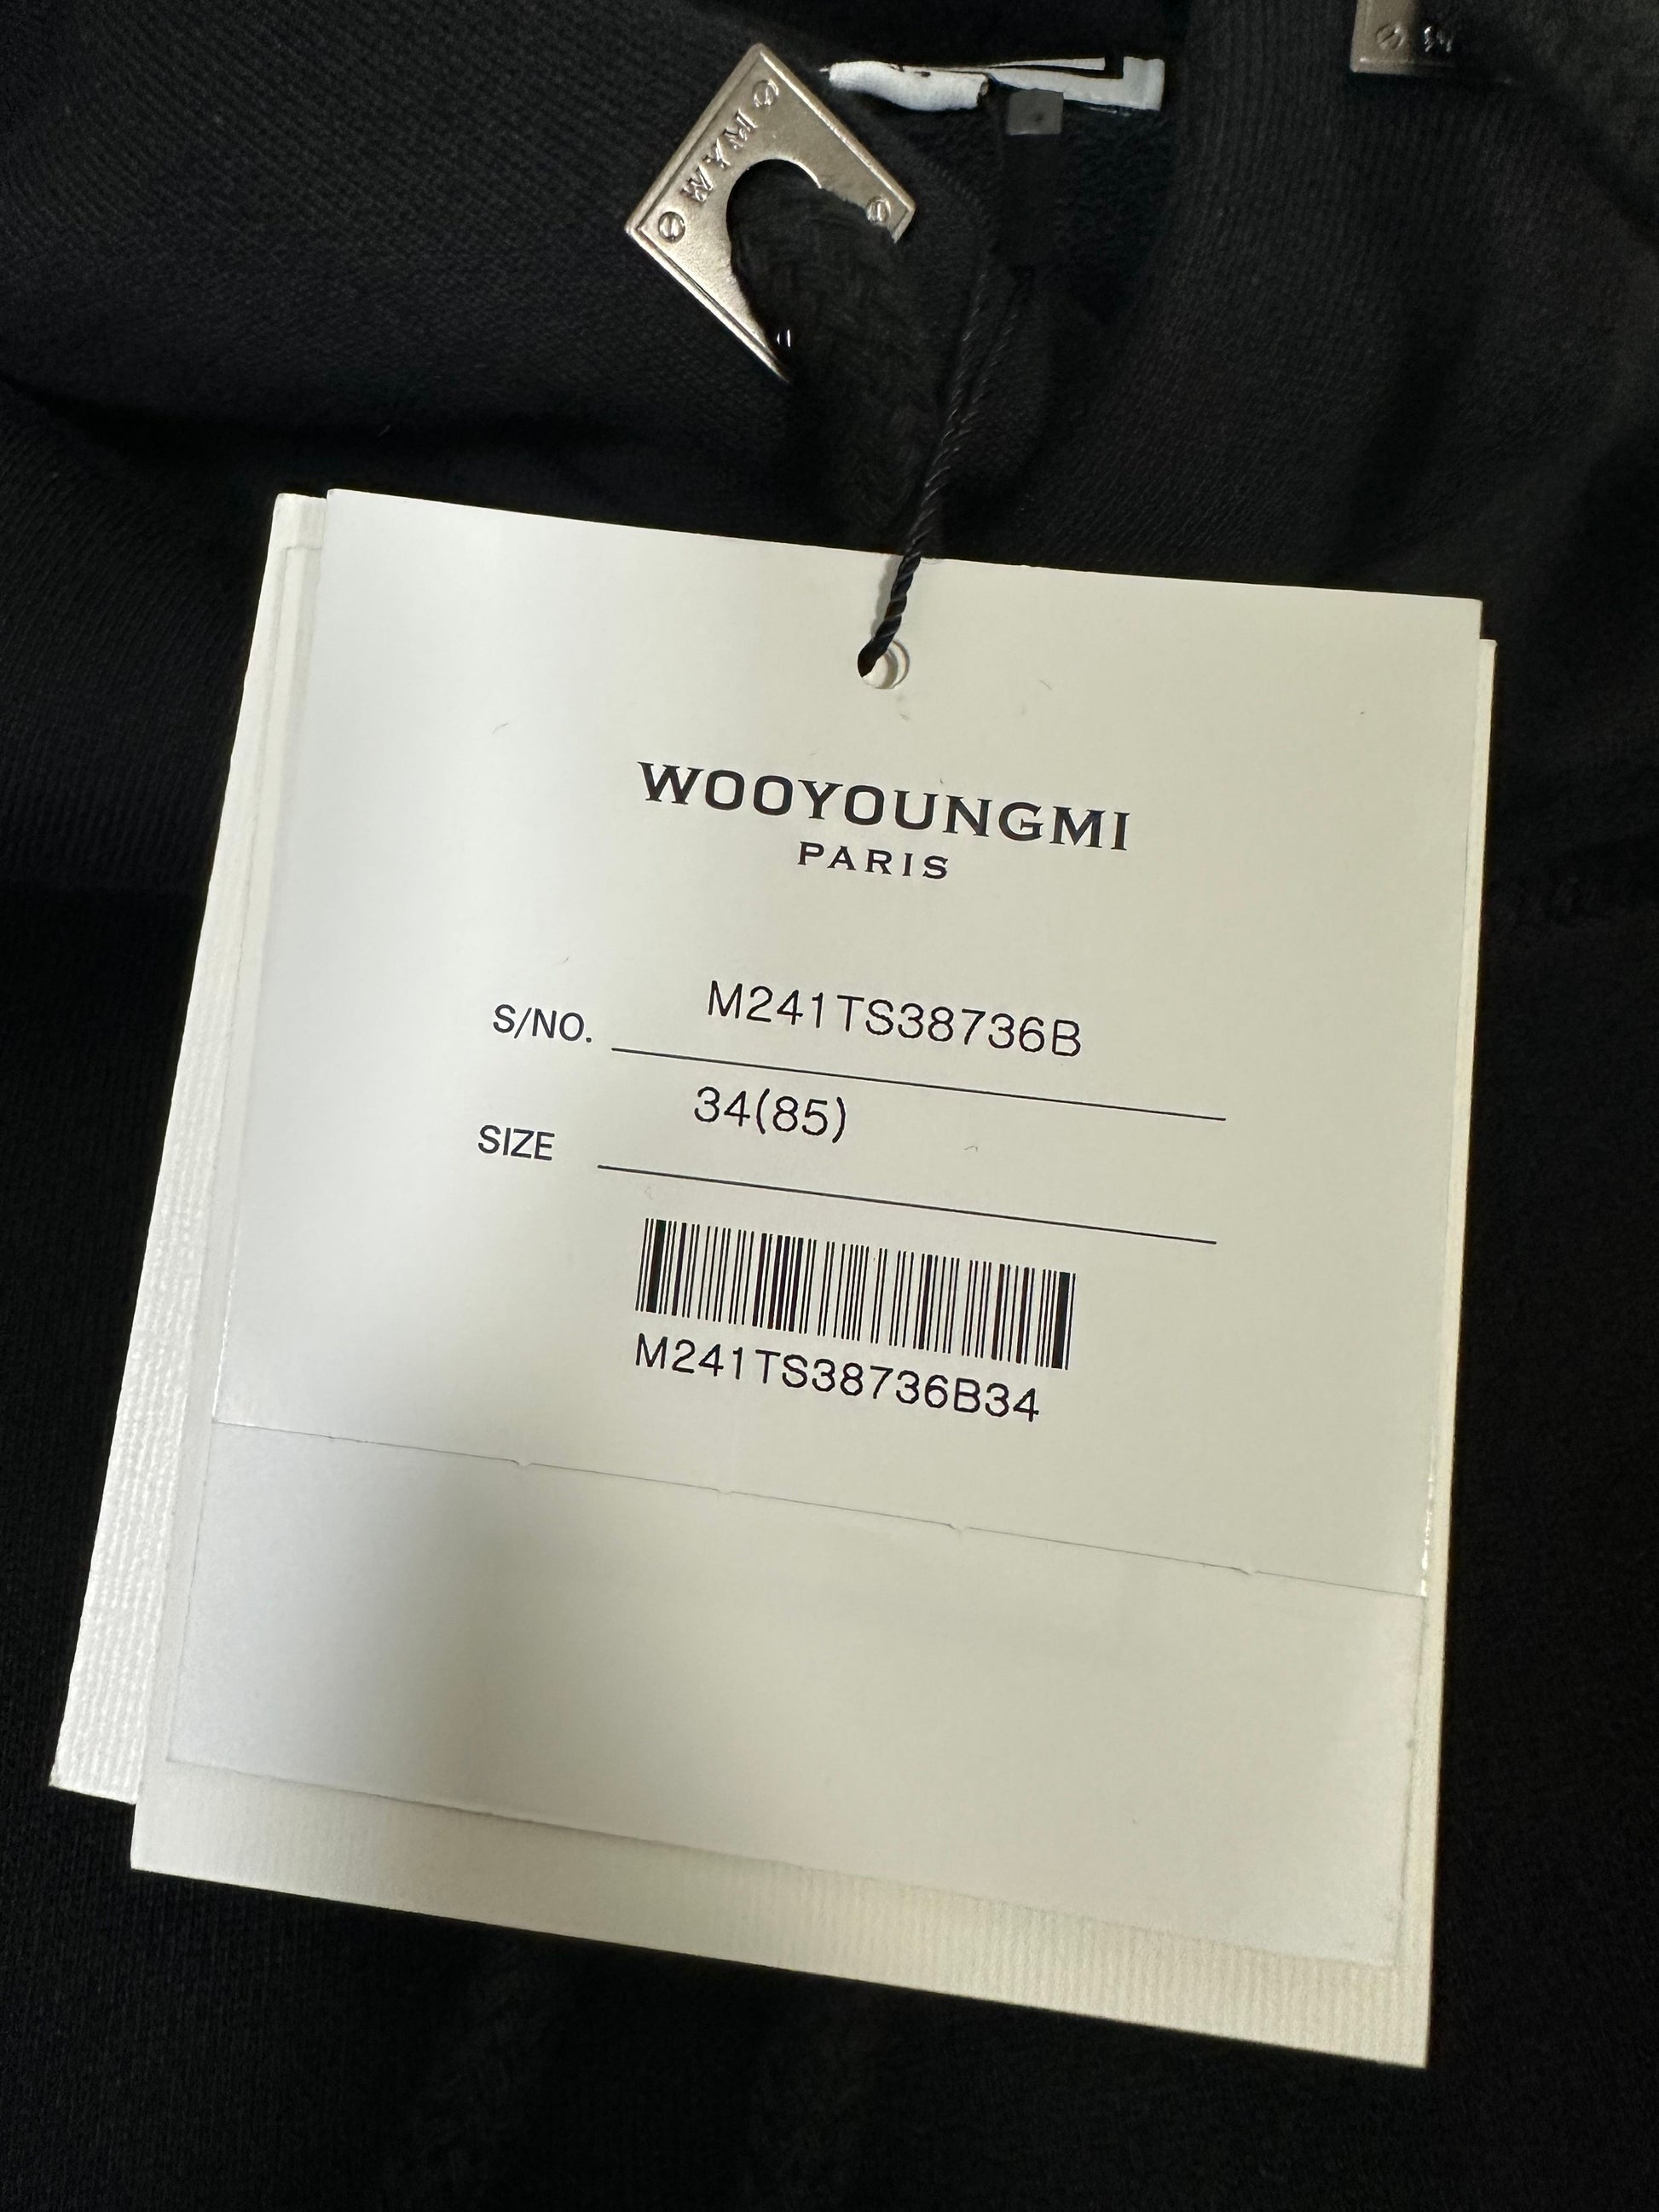 WYM
WOOYOUNGMI
PARIS
S/NO. M241TS38736B
SIZE 34(85)
M241TS38736B34